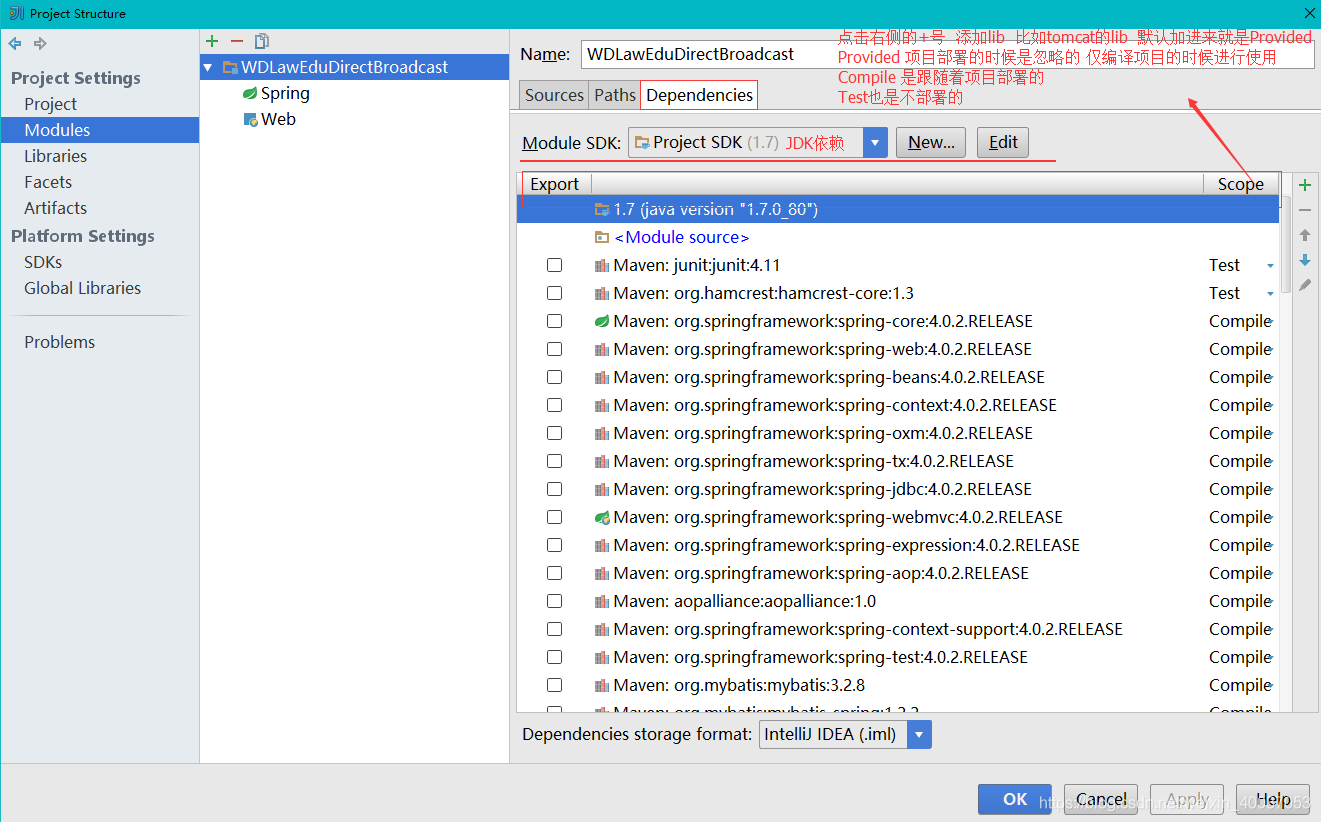 Project Structure
Project Settings
Project
Modules
Libraries
Facets
Artifacts
Platform Settings
SDKs
Global Libraries
Problems
WDLawEduDirectBroadcast
Spring
Web
点击右侧的+号 添加lib 比如tomcat的lib 默认加进来就是Provided
Provided 项目部署的时候是忽略的 仅编译项目的时候进行使用
Compile 是跟随着项目部署的
Test也是不部署的
Name: WDLawEduDirectBroadcast
Sources Paths Dependencies
Module SDK: Project SDK (1.7) JDK依赖 New... Edit
Export Scope
1.7 (java version "1.7.0_80")
<Module source>
Maven: junit:junit:4.11 Test
Maven: org.hamcrest:hamcrest-core:1.3 Test
Maven: org.springframework:spring-core:4.0.2.RELEASE Compile
Maven: org.springframework:spring-web:4.0.2.RELEASE Compile
Maven: org.springframework:spring-beans:4.0.2.RELEASE Compile
Maven: org.springframework:spring-context:4.0.2.RELEASE Compile
Maven: org.springframework:spring-oxm:4.0.2.RELEASE Compile
Maven: org.springframework:spring-tx:4.0.2.RELEASE Compile
Maven: org.springframework:spring-jdbc:4.0.2.RELEASE Compile
Maven: org.springframework:spring-webmvc:4.0.2.RELEASE Compile
Maven: org.springframework:spring-expression:4.0.2.RELEASE Compile
Maven: org.springframework:spring-aop:4.0.2.RELEASE Compile
Maven: aopalliance:aopalliance:1.0 Compile
Maven: org.springframework:spring-context-support:4.0.2.RELEASE Compile
Maven: org.springframework:spring-test:4.0.2.RELEASE Compile
Maven: org.mybatis:mybatis:3.2.8 Compile
Maven: Compile
Dependencies storage format: IntelliJ IDEA (.iml)
OK Cancel Apply Help